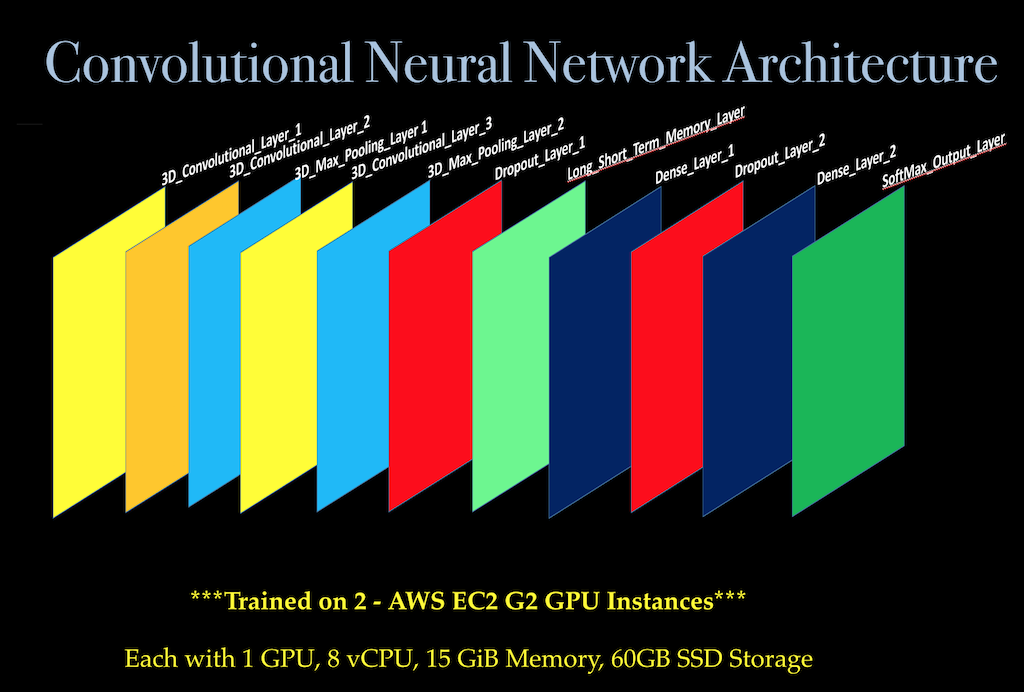 Convolutional Neural Network Architecture
3D_Convolutional_Layer_1
3D_Convolutional_Layer_2
3D_Max_Pooling_Layer 1
3D_Convolutional_Layer_3
3D_Max_Pooling_Layer_2
Dropout_Layer_1
Long_Short_Term_Memory_Layer
Dense_Layer_1
Dropout_Layer_2
Dense_Layer_2
SoftMax_Output_Layer
***Trained on 2 - AWS EC2 G2 GPU Instances***
Each with 1 GPU, 8 vCPU, 15 GiB Memory, 60GB SSD Storage